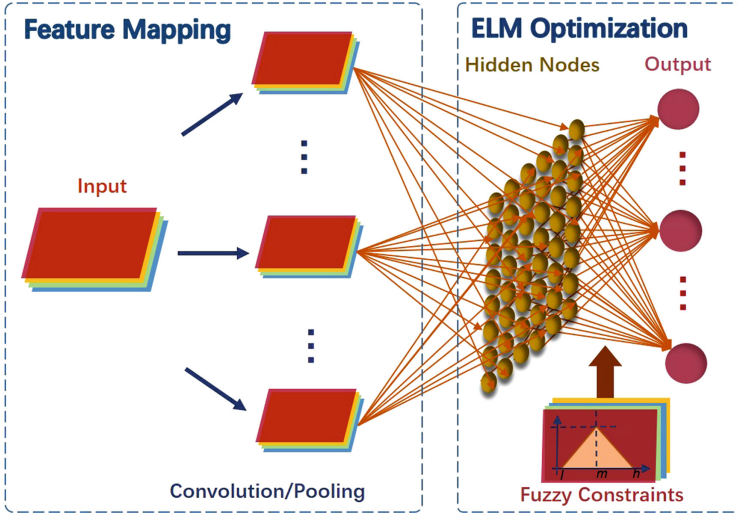 Feature Mapping
ELM Optimization
Hidden Nodes
Output
Input
l
m
h
Convolution/Pooling
Fuzzy Constraints